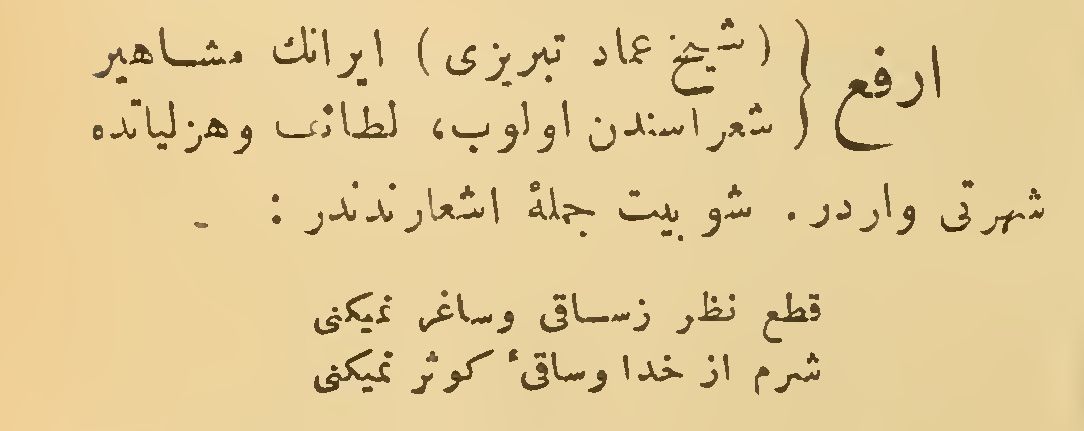 ارفع { (شیخ عماد تبریزی) ایرانك مشاهیر
شعراسندن اولوب، لطائف وهزلیاتده
شهرتی واردر. شو بیت جملهٔ اشعارندندر : ـ
قطع نظر زساقی وساغر نمیکنی
شرم از خدا وساقیٔ کوثر نمیکنی